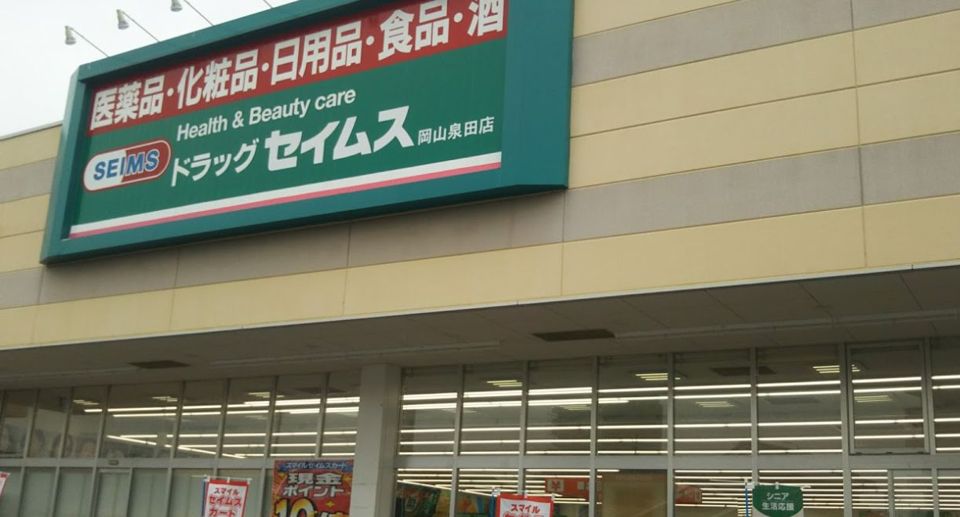 医薬品・化粧品・日用品・食品・酒
Health & Beauty care
SEIMS
ドラッグ セイムス 岡山泉田店
スマイルセイムスカード
現金
ポイント
スマイル
セイムス
カード
スマイル
シニア
生活応援